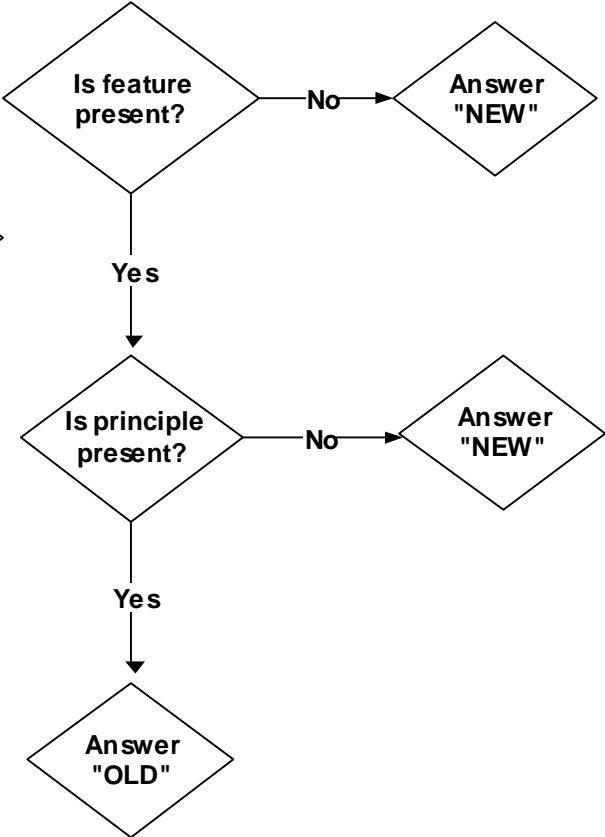 Is feature
present?
No
Answer
"NEW"
Yes
Is principle
present?
No
Answer
"NEW"
Yes
Answer
"OLD"